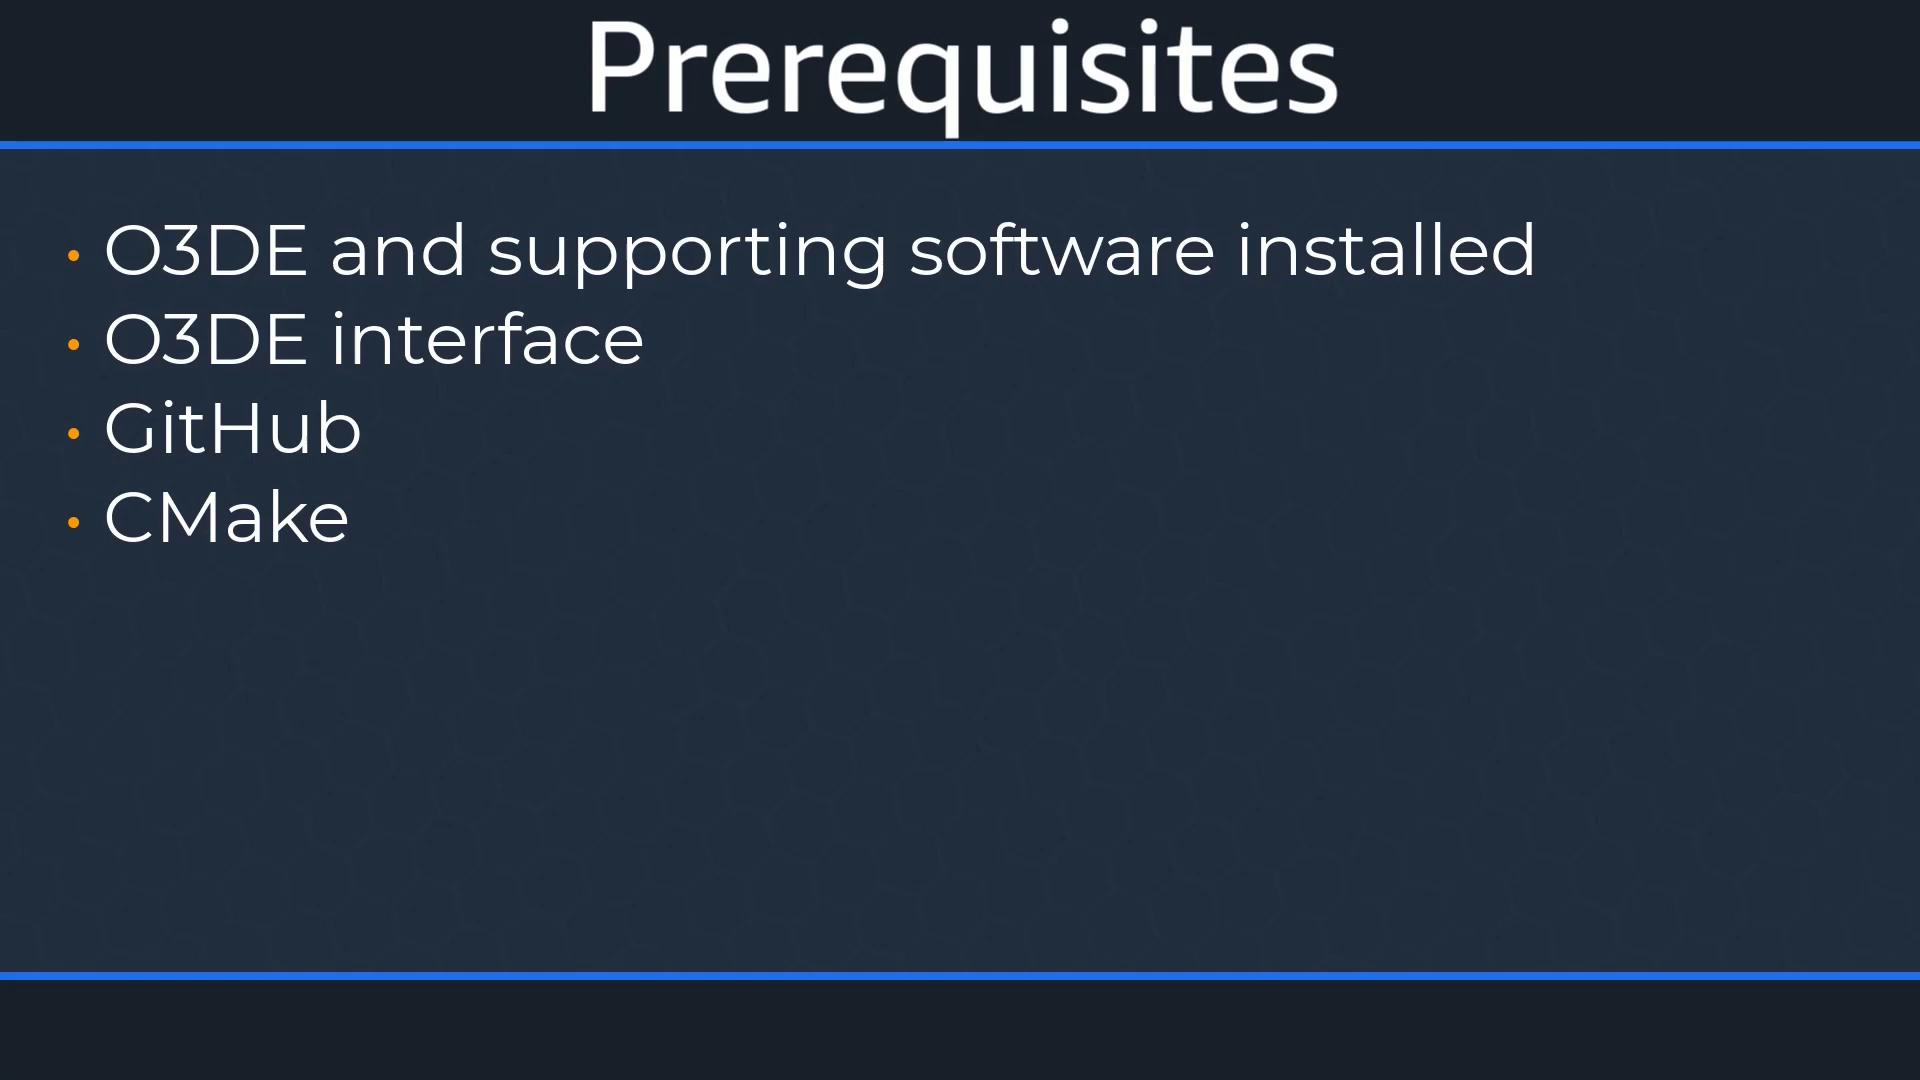 Prerequisites
• O3DE and supporting software installed
• O3DE interface
• GitHub
• CMake